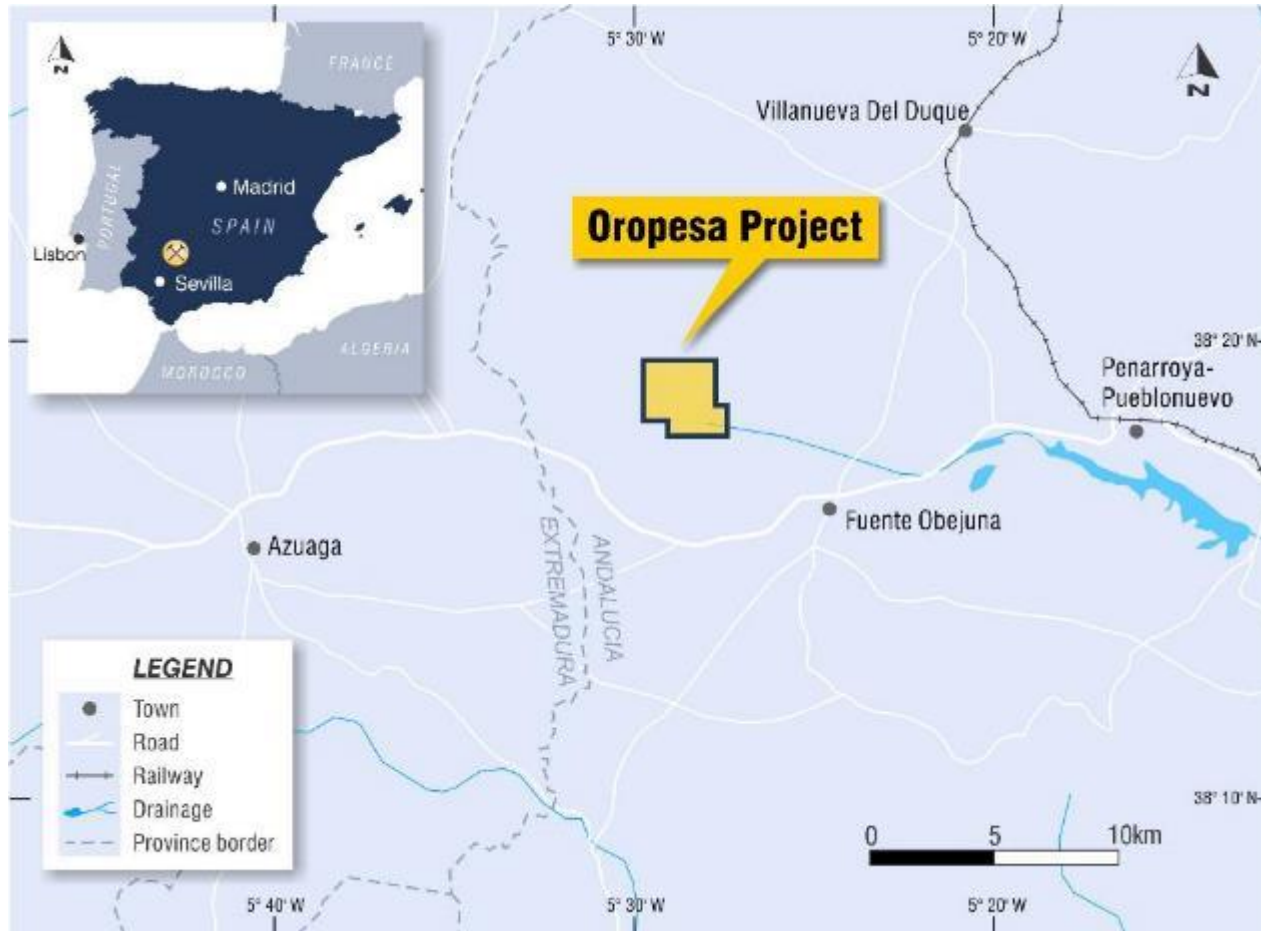 5° 30' W
5° 20' W
N
FRANCE
PORTUGAL
Madrid
SPAIN
Lisbon
Sevilla
ALGERIA
MOROCCO
N
Villanueva Del Duque
Oropesa Project
38° 20' N
Penarroya-
Pueblonuevo
Fuente Obejuna
Azuaga
ANDALUCIA
EXTREMADURA
LEGEND
Town
Road
Railway
Drainage
Province border
38° 10' N
0 5 10km
5° 40' W
5° 30' W
5° 20' W